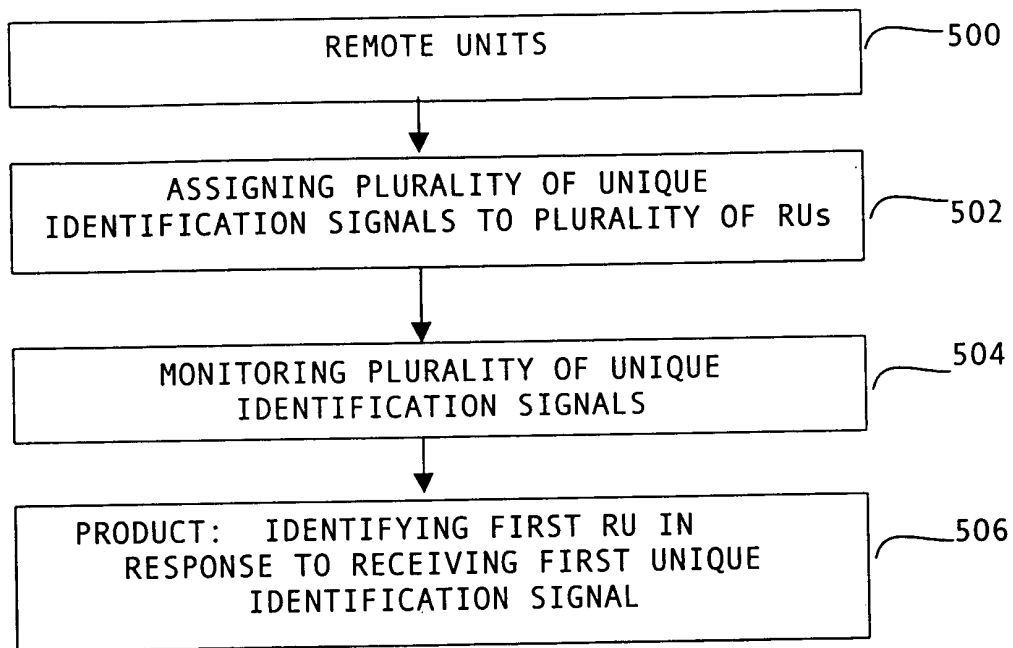 REMOTE UNITS
500
ASSIGNING PLURALITY OF UNIQUE
IDENTIFICATION SIGNALS TO PLURALITY OF RUs
502
MONITORING PLURALITY OF UNIQUE
IDENTIFICATION SIGNALS
504
PRODUCT: IDENTIFYING FIRST RU IN
RESPONSE TO RECEIVING FIRST UNIQUE
IDENTIFICATION SIGNAL
506